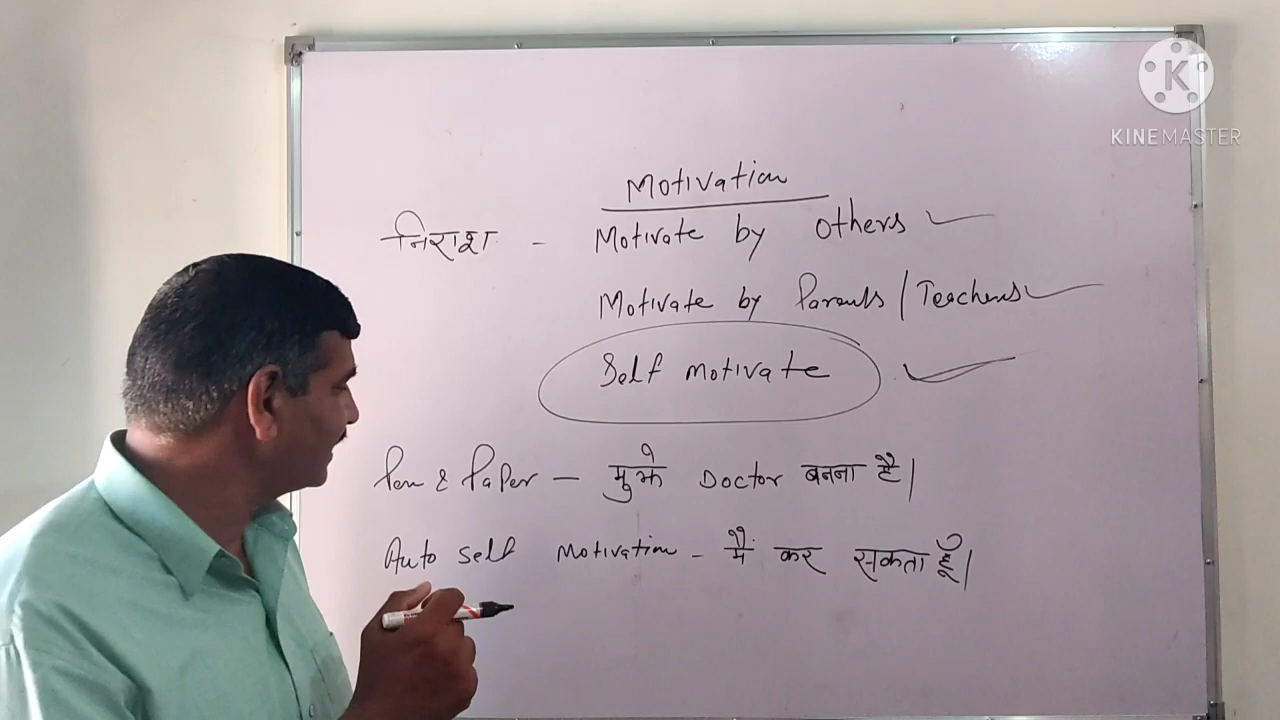 KINEMASTER
Motivation
निराश - Motivate by others
Motivate by Parents / Teachers
Self motivate
Pen & Paper – मुझे Doctor बनना है।
Auto self motivation - मैं कर सकता हूँ।